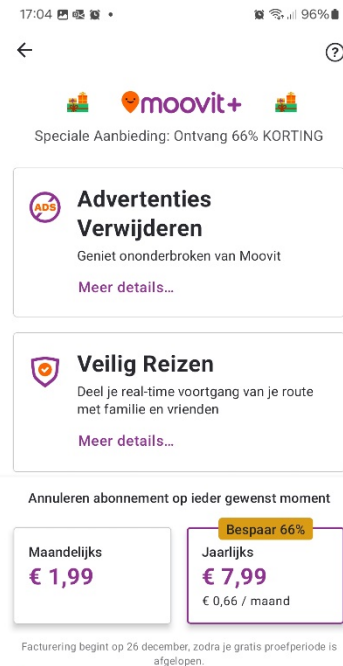 17:04
96%
moovit+
Speciale Aanbieding: Ontvang 66% KORTING
ADS
Advertenties
Verwijderen
Geniet ononderbroken van Moovit
Meer details...
Veilig Reizen
Deel je real-time voortgang van je route
met familie en vrienden
Meer details...
Annuleren abonnement op ieder gewenst moment
Bespaar 66%
Maandelijks
€ 1,99
Jaarlijks
€ 7,99
€ 0,66 / maand
Facturering begint op 26 december, zodra je gratis proefperiode is
afgelopen.